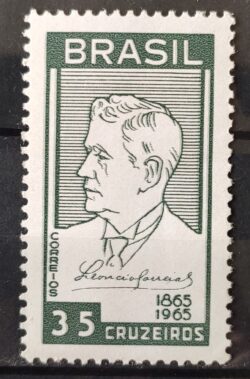 BRASIL
CORREIOS
Leoncio Correia
1865
1965
35 CRUZEIROS